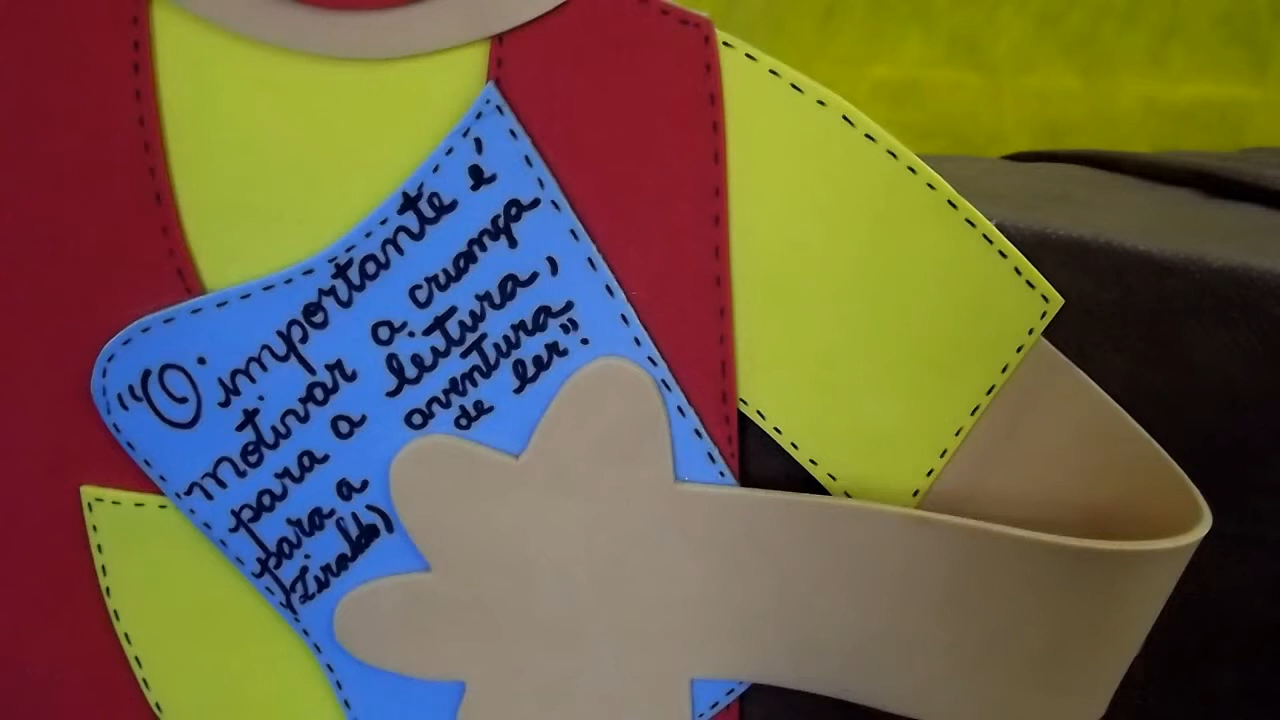 "O importante é
motivar a criança
para a leitura,
para a aventura
de ler".
(Ziraldo)